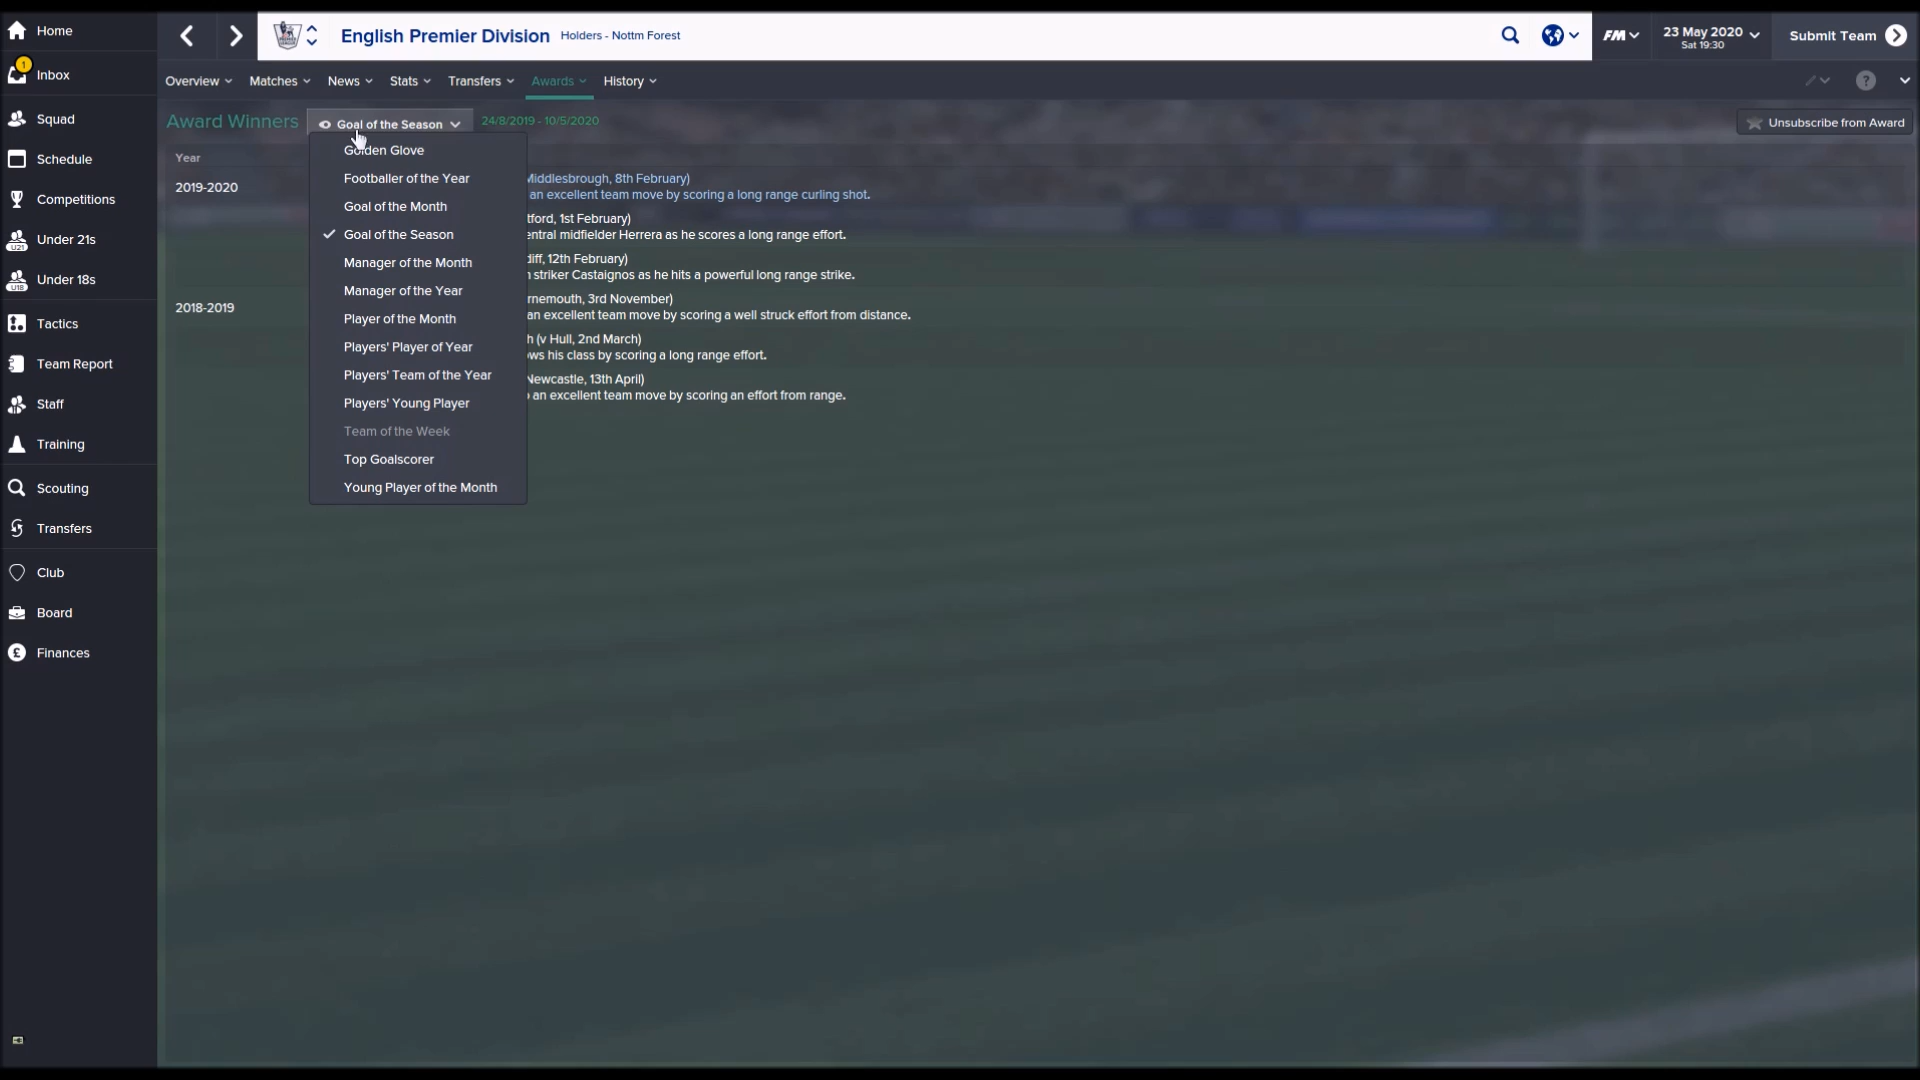 Home
English Premier Division Holders - Nottm Forest
FM
23 May 2020
Sat 19:30
Submit Team
1
Inbox
Overview Matches News Stats Transfers Awards History
?
Award Winners Goal of the Season 24/8/2019 - 10/5/2020
Unsubscribe from Award
Squad
Schedule
Competitions
U21
Under 21s
U18
Under 18s
Tactics
Team Report
Staff
Training
Scouting
Transfers
Club
Board
£
Finances
Year
2019-2020
2018-2019
Golden Glove
Footballer of the Year
Goal of the Month
Goal of the Season
Manager of the Month
Manager of the Year
Player of the Month
Players' Player of Year
Players' Team of the Year
Players' Young Player
Team of the Week
Top Goalscorer
Young Player of the Month
Middlesbrough, 8th February)
an excellent team move by scoring a long range curling shot.
tford, 1st February)
entral midfielder Herrera as he scores a long range effort.
diff, 12th February)
striker Castaignos as he hits a powerful long range strike.
rnemouth, 3rd November)
an excellent team move by scoring a well struck effort from distance.
h (v Hull, 2nd March)
ows his class by scoring a long range effort.
Newcastle, 13th April)
an excellent team move by scoring an effort from range.